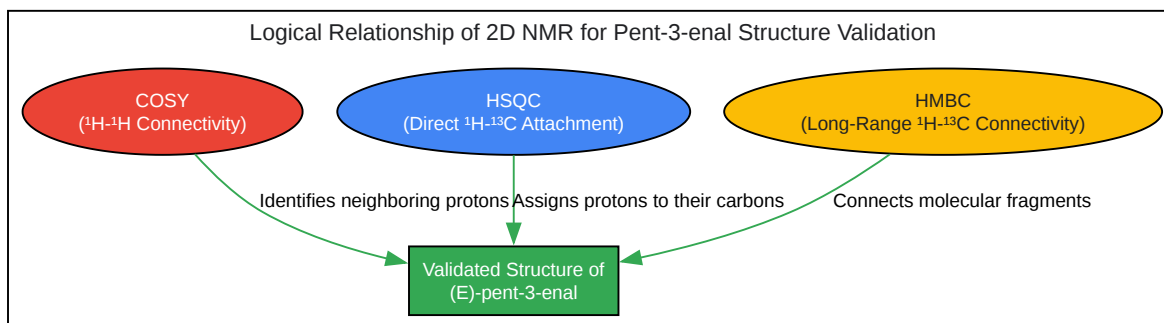 Logical Relationship of 2D NMR for Pent-3-enal Structure Validation
COSY
(¹H-¹H Connectivity)
HSQC
(Direct ¹H-¹³C Attachment)
HMBC
(Long-Range ¹H-¹³C Connectivity)
Identifies neighboring protons
Assigns protons to their carbons
Connects molecular fragments
Validated Structure of
(E)-pent-3-enal